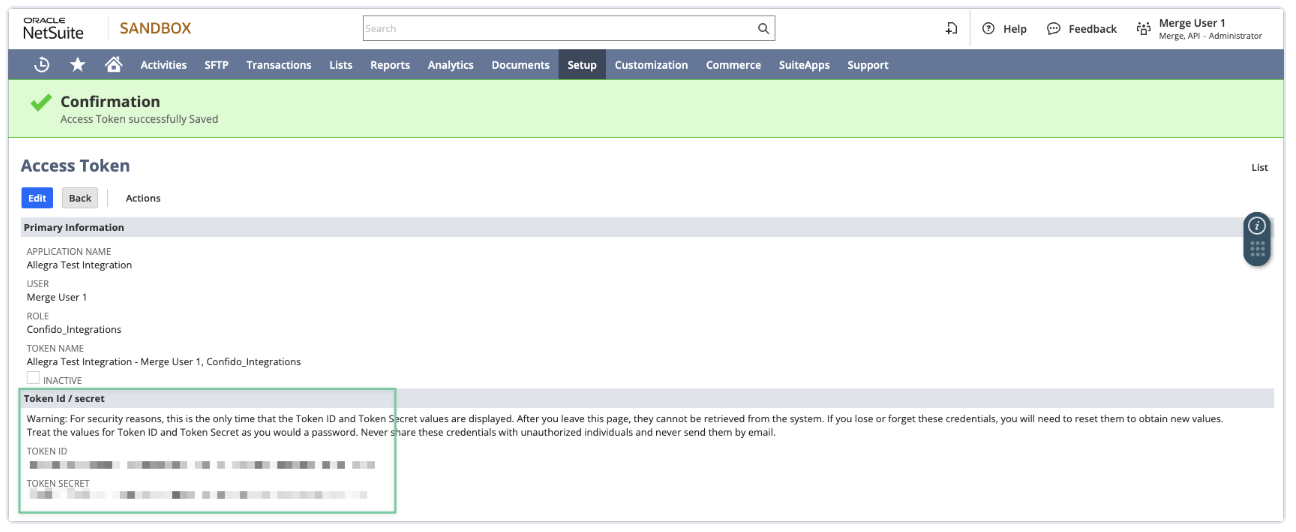 ORACLE
NetSuite
SANDBOX
Search
Help
Feedback
Merge User 1
Merge, API - Administrator
Activities
SFTP
Transactions
Lists
Reports
Analytics
Documents
Setup
Customization
Commerce
SuiteApps
Support
Confirmation
Access Token successfully Saved
Access Token
List
Edit
Back
Actions
Primary Information
APPLICATION NAME
Allegra Test Integration
USER
Merge User 1
ROLE
Confido_Integrations
TOKEN NAME
Allegra Test Integration - Merge User 1, Confido_Integrations
INACTIVE
Token Id / secret
Warning: For security reasons, this is the only time that the Token ID and Token Secret values are displayed. After you leave this page, they cannot be retrieved from the system. If you lose or forget these credentials, you will need to reset them to obtain new values.
Treat the values for Token ID and Token Secret as you would a password. Never share these credentials with unauthorized individuals and never send them by email.
TOKEN ID
TOKEN SECRET